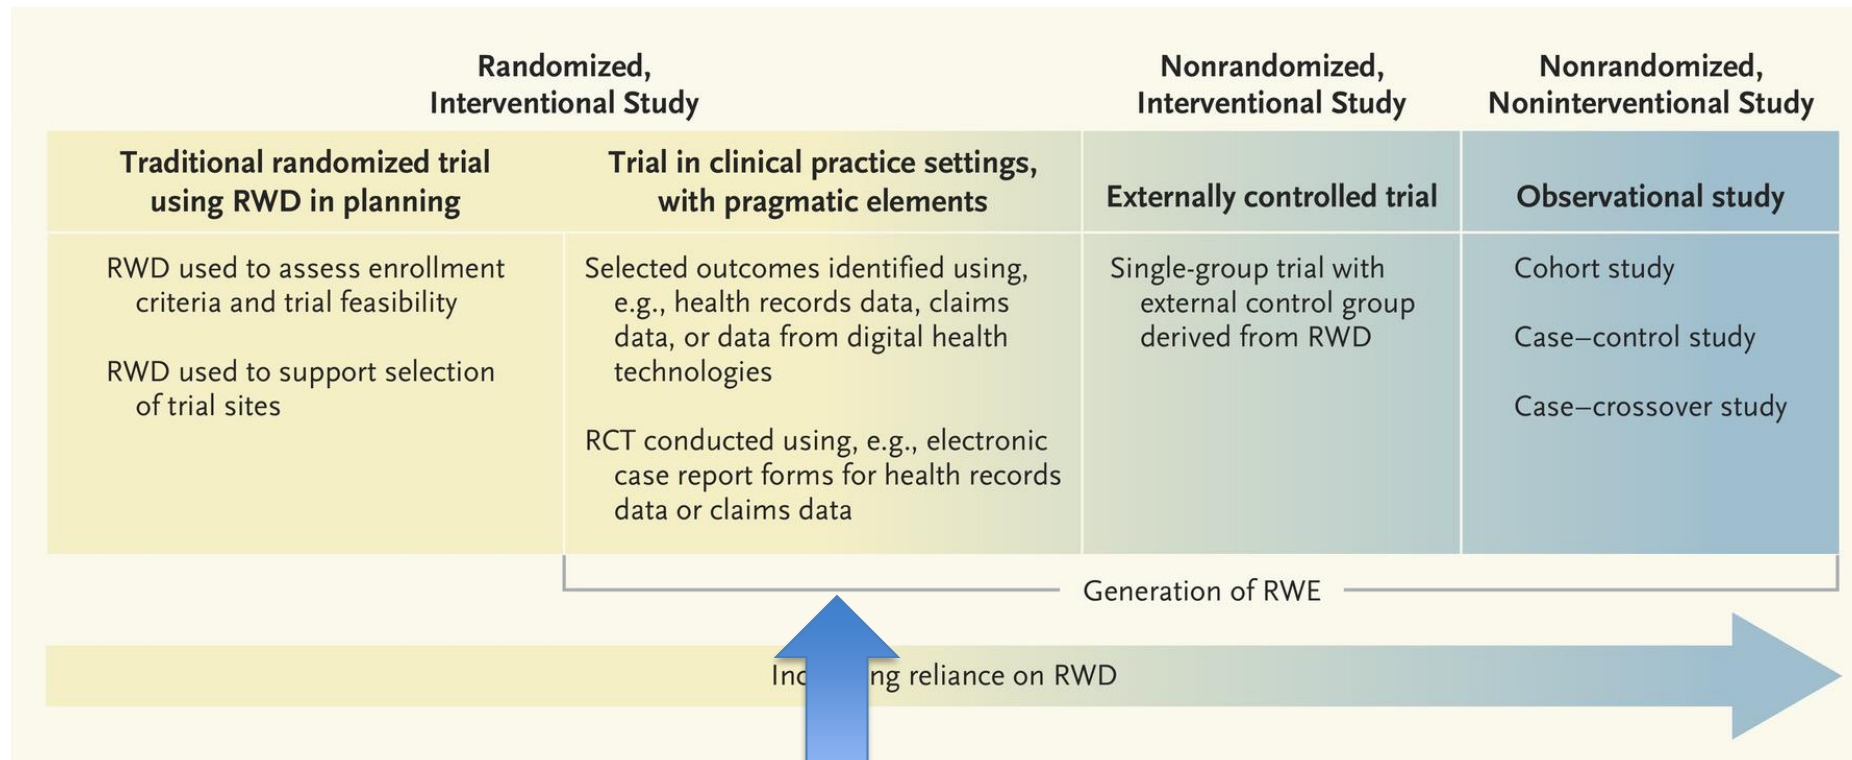 Randomized,
Interventional Study
Nonrandomized,
Interventional Study
Nonrandomized,
Noninterventional Study
Traditional randomized trial
using RWD in planning
Trial in clinical practice settings,
with pragmatic elements
Externally controlled trial
Observational study
RWD used to assess enrollment
criteria and trial feasibility
RWD used to support selection
of trial sites
Selected outcomes identified using,
e.g., health records data, claims
data, or data from digital health
technologies
RCT conducted using, e.g., electronic
case report forms for health records
data or claims data
Single-group trial with
external control group
derived from RWD
Cohort study
Case–control study
Case–crossover study
Generation of RWE
reliance on RWD